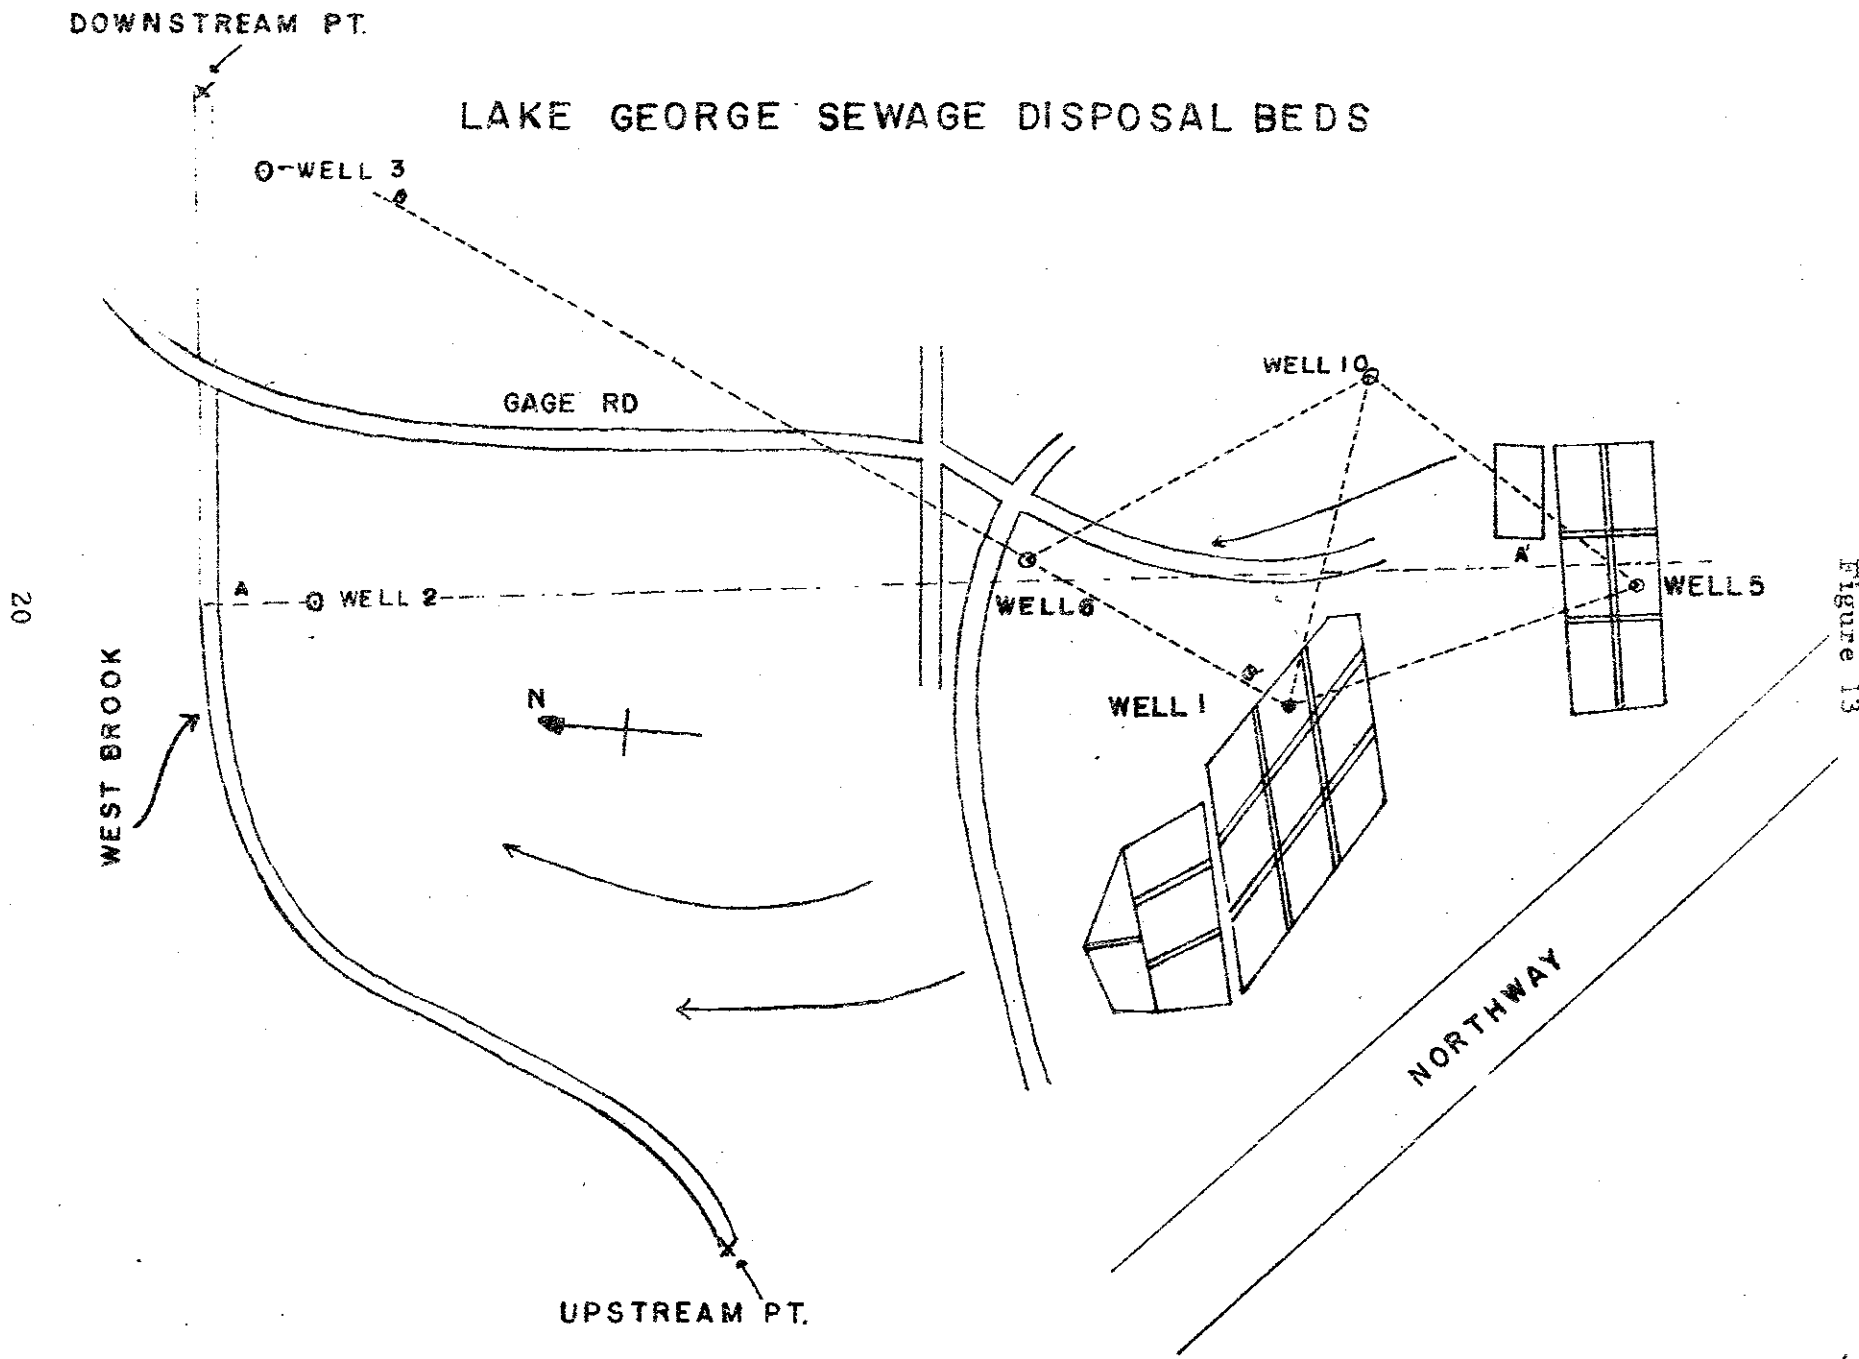 DOWNSTREAM PT.
LAKE GEORGE SEWAGE DISPOSAL BEDS
WELL 3
B
WELL 10
GAGE RD
A
WELL 2
WELL 6
A'
WELL 5
B'
WELL 1
N
WEST BROOK
NORTHWAY
UPSTREAM PT.
20
Figure 13